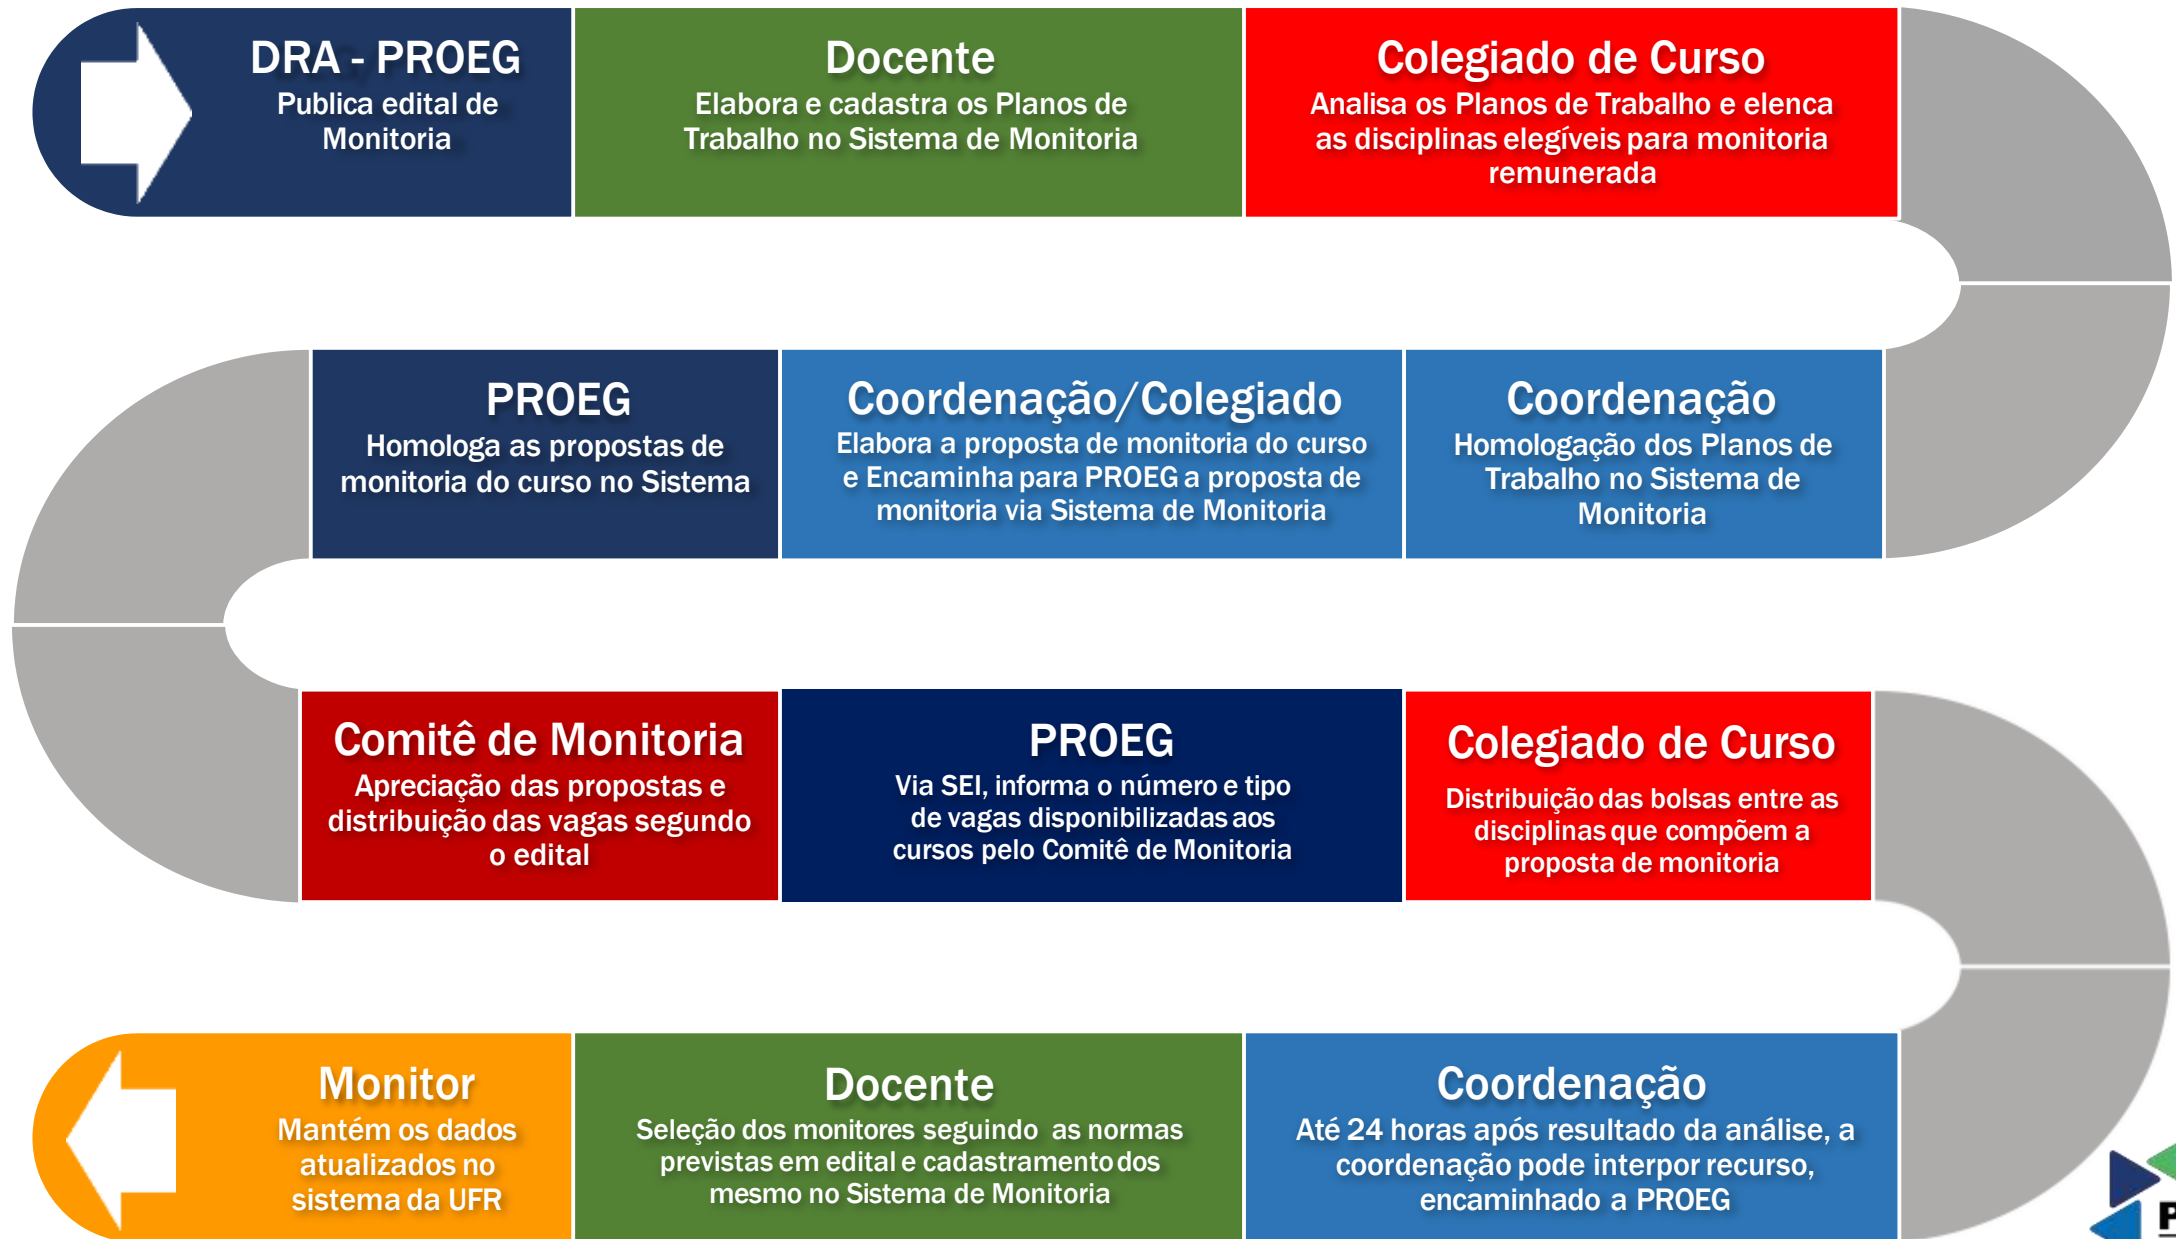 DRA - PROEG
Publica edital de
Monitoria
Docente
Elabora e cadastra os Planos de
Trabalho no Sistema de Monitoria
Colegiado de Curso
Analisa os Planos de Trabalho e elenca
as disciplinas elegíveis para monitoria
remunerada
Coordenação
Homologação dos Planos de
Trabalho no Sistema de
Monitoria
Coordenação/Colegiado
Elabora a proposta de monitoria do curso
e Encaminha para PROEG a proposta de
monitoria via Sistema de Monitoria
PROEG
Homologa as propostas de
monitoria do curso no Sistema
Comitê de Monitoria
Apreciação das propostas e
distribuição das vagas segundo
o edital
PROEG
Via SEI, informa o número e tipo
de vagas disponibilizadas aos
cursos pelo Comitê de Monitoria
Colegiado de Curso
Distribuição das bolsas entre as
disciplinas que compõem a
proposta de monitoria
Coordenação
Até 24 horas após resultado da análise, a
coordenação pode interpor recurso,
encaminhado a PROEG
Docente
Seleção dos monitores seguindo as normas
previstas em edital e cadastramento dos
mesmo no Sistema de Monitoria
Monitor
Mantém os dados
atualizados no
sistema da UFR